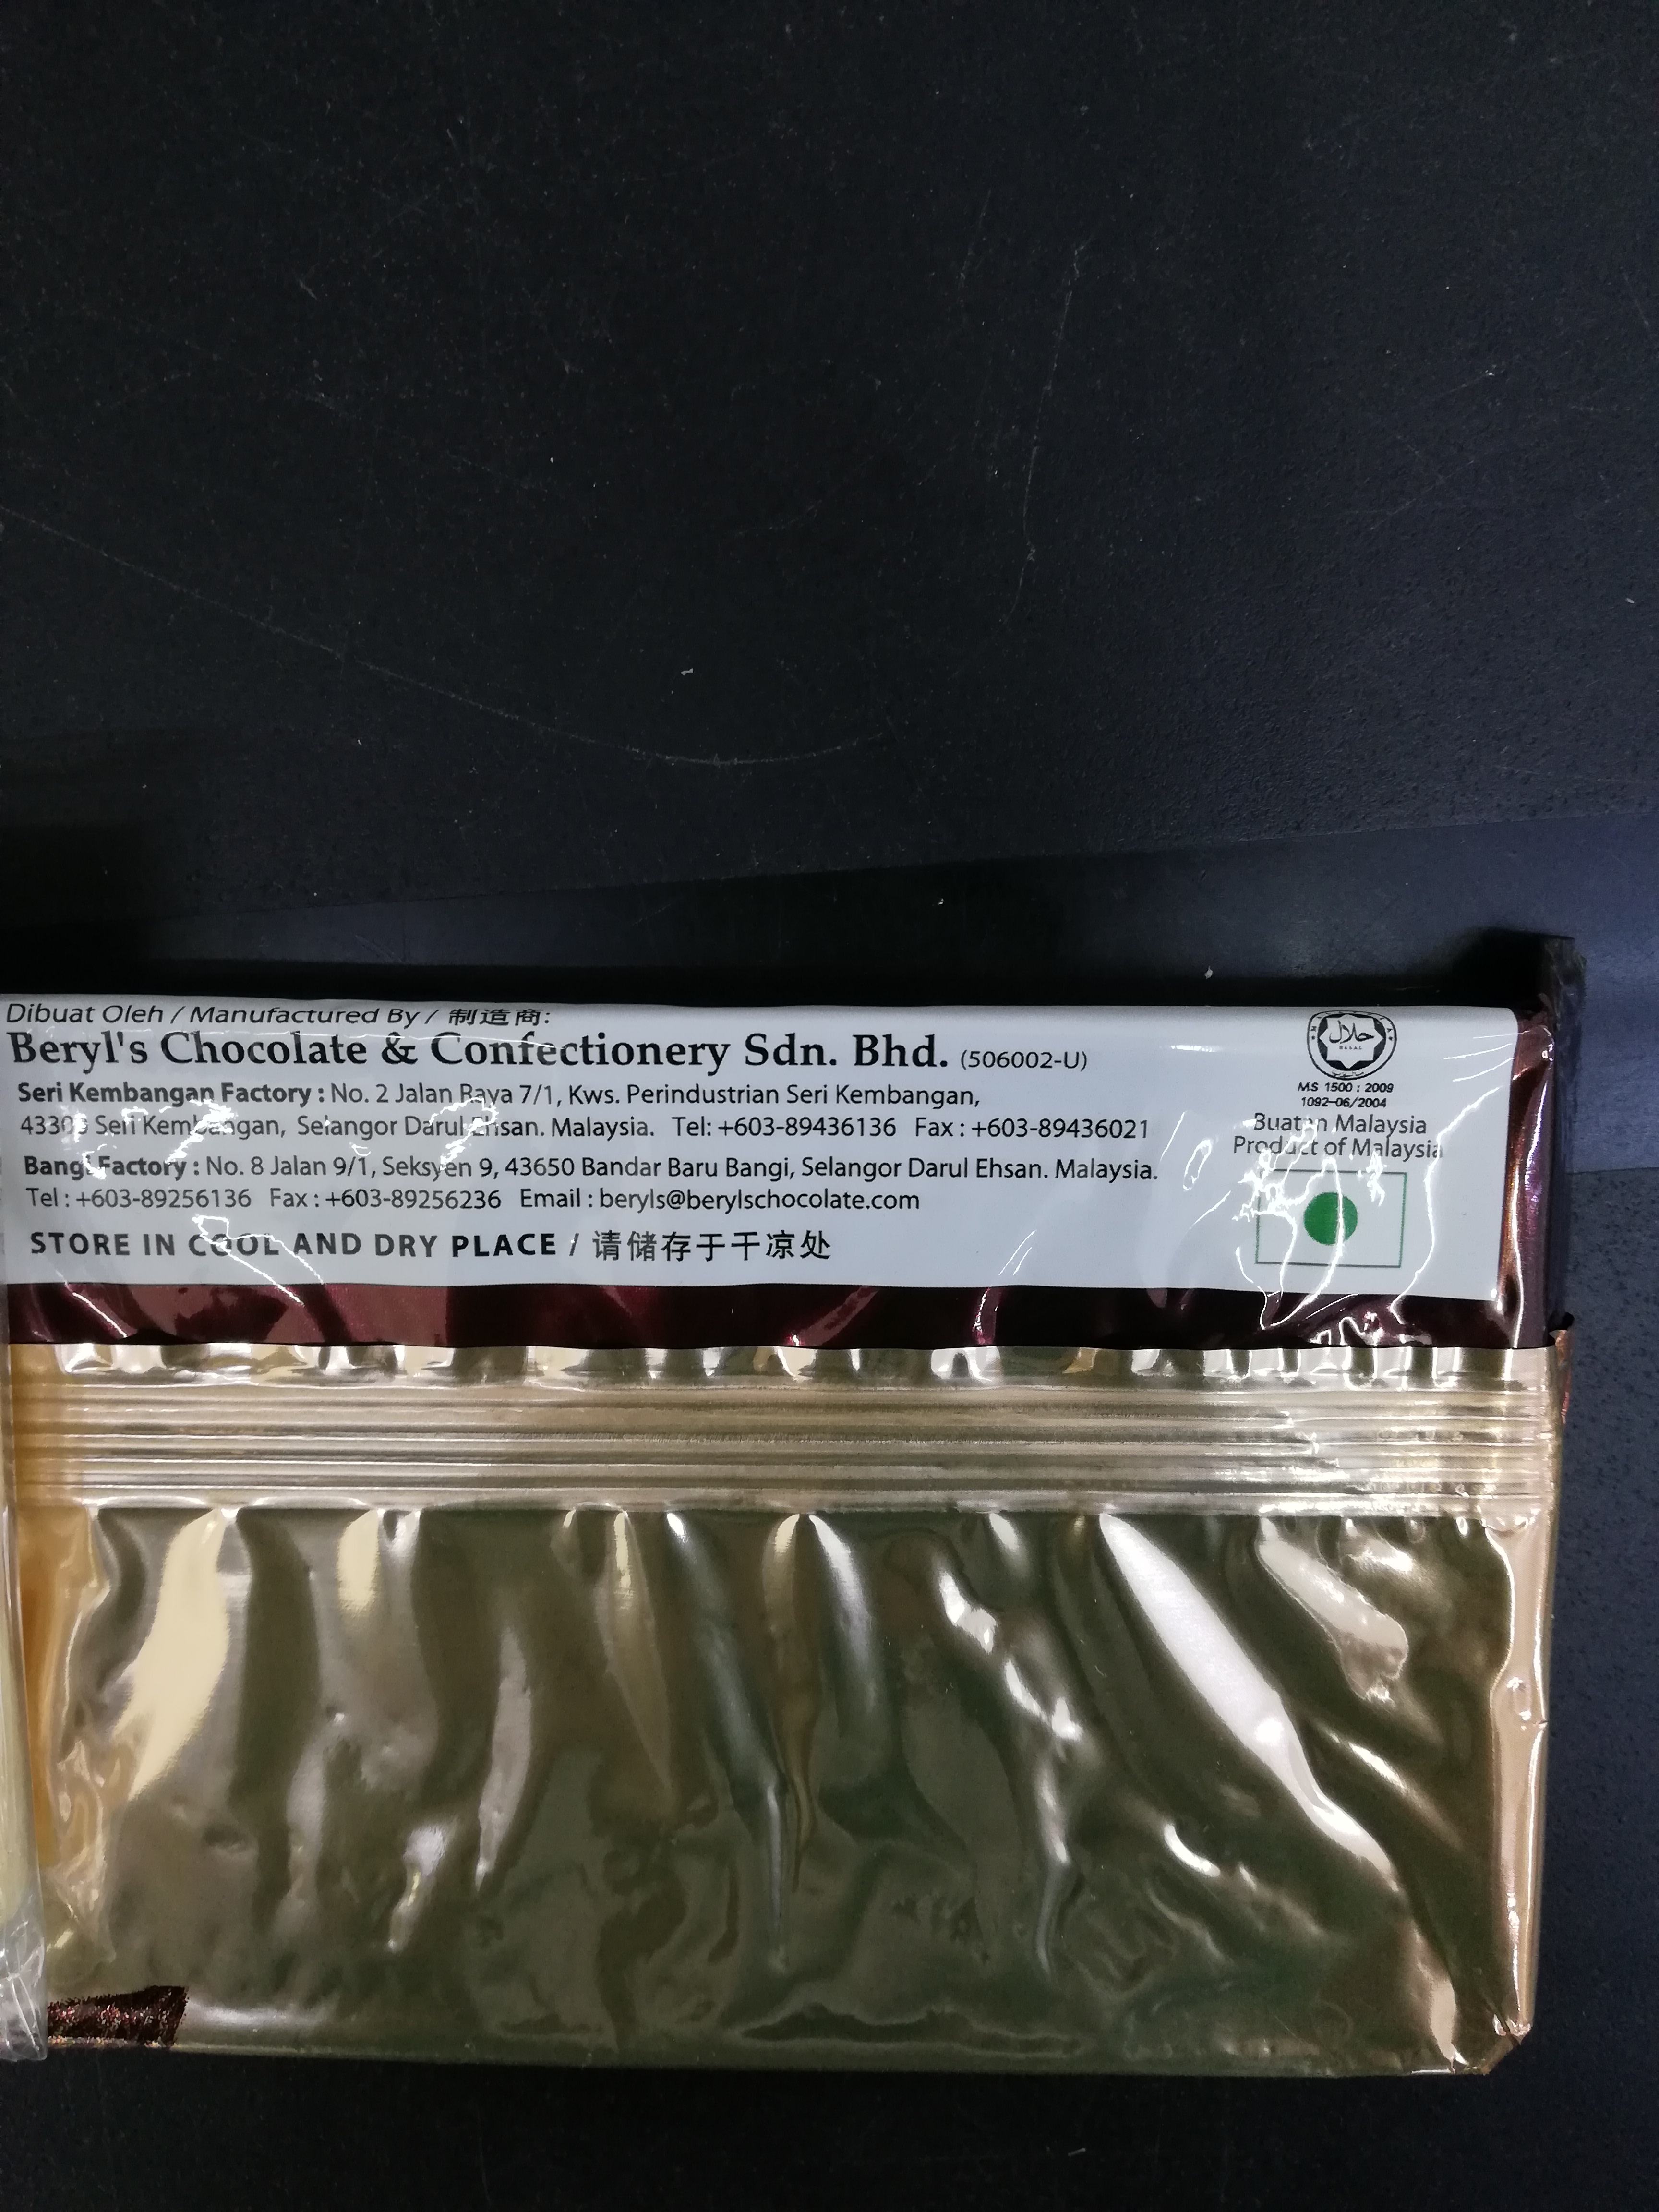 Dibuat Oleh / Manufactured By / 制造商:
Beryl's Chocolate & Confectionery Sdn. Bhd. (506002-U)
Seri Kembangan Factory : No. 2 Jalan Raya 7/1, Kws. Perindustrian Seri Kembangan,
43300 Seri Kembangan, Selangor Darul Ehsan. Malaysia. Tel: +603-89436136 Fax : +603-89436021
Bangi Factory : No. 8 Jalan 9/1, Seksyen 9, 43650 Bandar Baru Bangi, Selangor Darul Ehsan. Malaysia.
Tel : +603-89256136 Fax : +603-89256236 Email : beryls@berylschocolate.com
STORE IN COOL AND DRY PLACE / 请储存于干凉处
حلال
HALAL
MS 1500 : 2009
1092-06/2004
Buatan Malaysia
Product of Malaysia